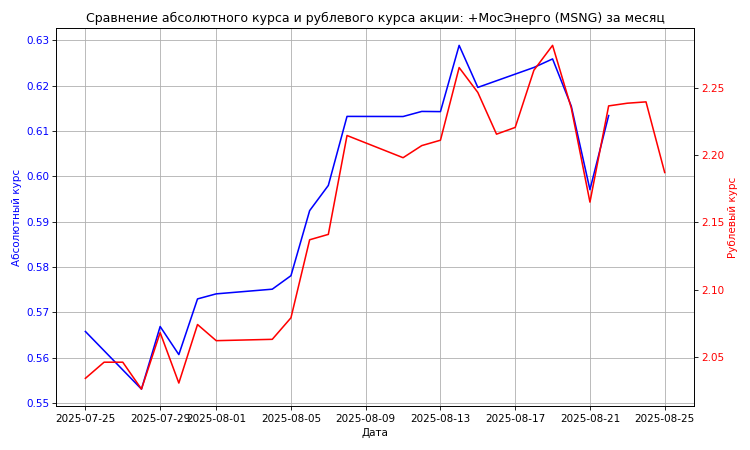 Сравнение абсолютного курса и рублевого курса акции: +МосЭнерго (MSNG) за месяц
0.63
0.62
0.61
0.60
0.59
0.58
0.57
0.56
0.55
Абсолютный курс
2.25
2.20
2.15
2.10
2.05
Рублевый курс
2025-07-25 2025-07-29 2025-08-01 2025-08-05 2025-08-09 2025-08-13 2025-08-17 2025-08-21 2025-08-25
Дата